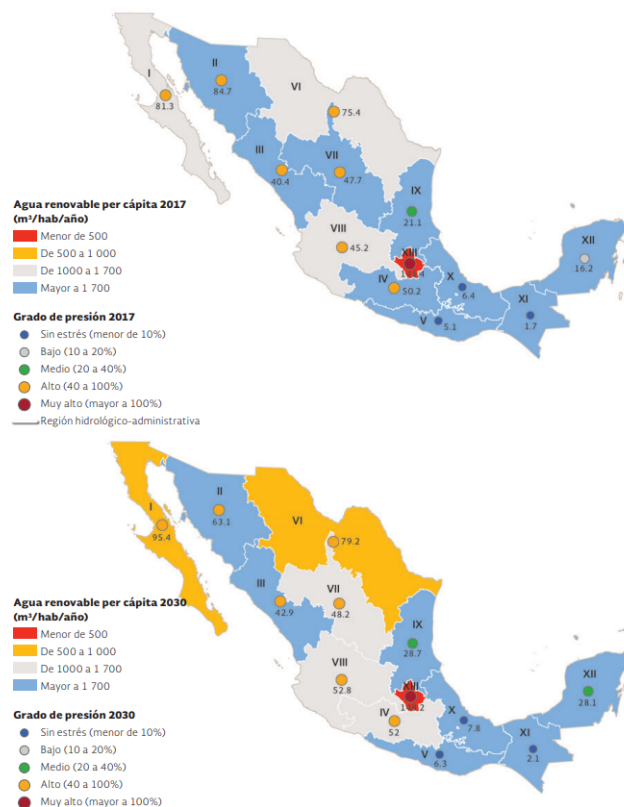 I
II
VI
81.3
84.7
75.4
III
VII
40.4
47.7
IX
21.1
Agua renovable per cápita 2017
(m³/hab/año)
Menor de 500
De 500 a 1 000
De 1000 a 1 700
Mayor a 1 700
VIII
45.2
XIII
IV
50.2
X
6.4
XII
16.2
XI
1.7
V
5.1
Grado de presión 2017
Sin estrés (menor de 10%)
Bajo (10 a 20%)
Medio (20 a 40%)
Alto (40 a 100%)
Muy alto (mayor a 100%)
Región hidrológico-administrativa
I
II
VI
95.4
63.1
79.2
III
VII
42.9
48.2
IX
28.7
Agua renovable per cápita 2030
(m³/hab/año)
Menor de 500
De 500 a 1 000
De 1000 a 1 700
Mayor a 1 700
VIII
52.8
XIII
IV
52
X
7.8
XII
28.1
XI
2.1
V
6.3
Grado de presión 2030
Sin estrés (menor de 10%)
Bajo (10 a 20%)
Medio (20 a 40%)
Alto (40 a 100%)
Muy alto (mayor a 100%)